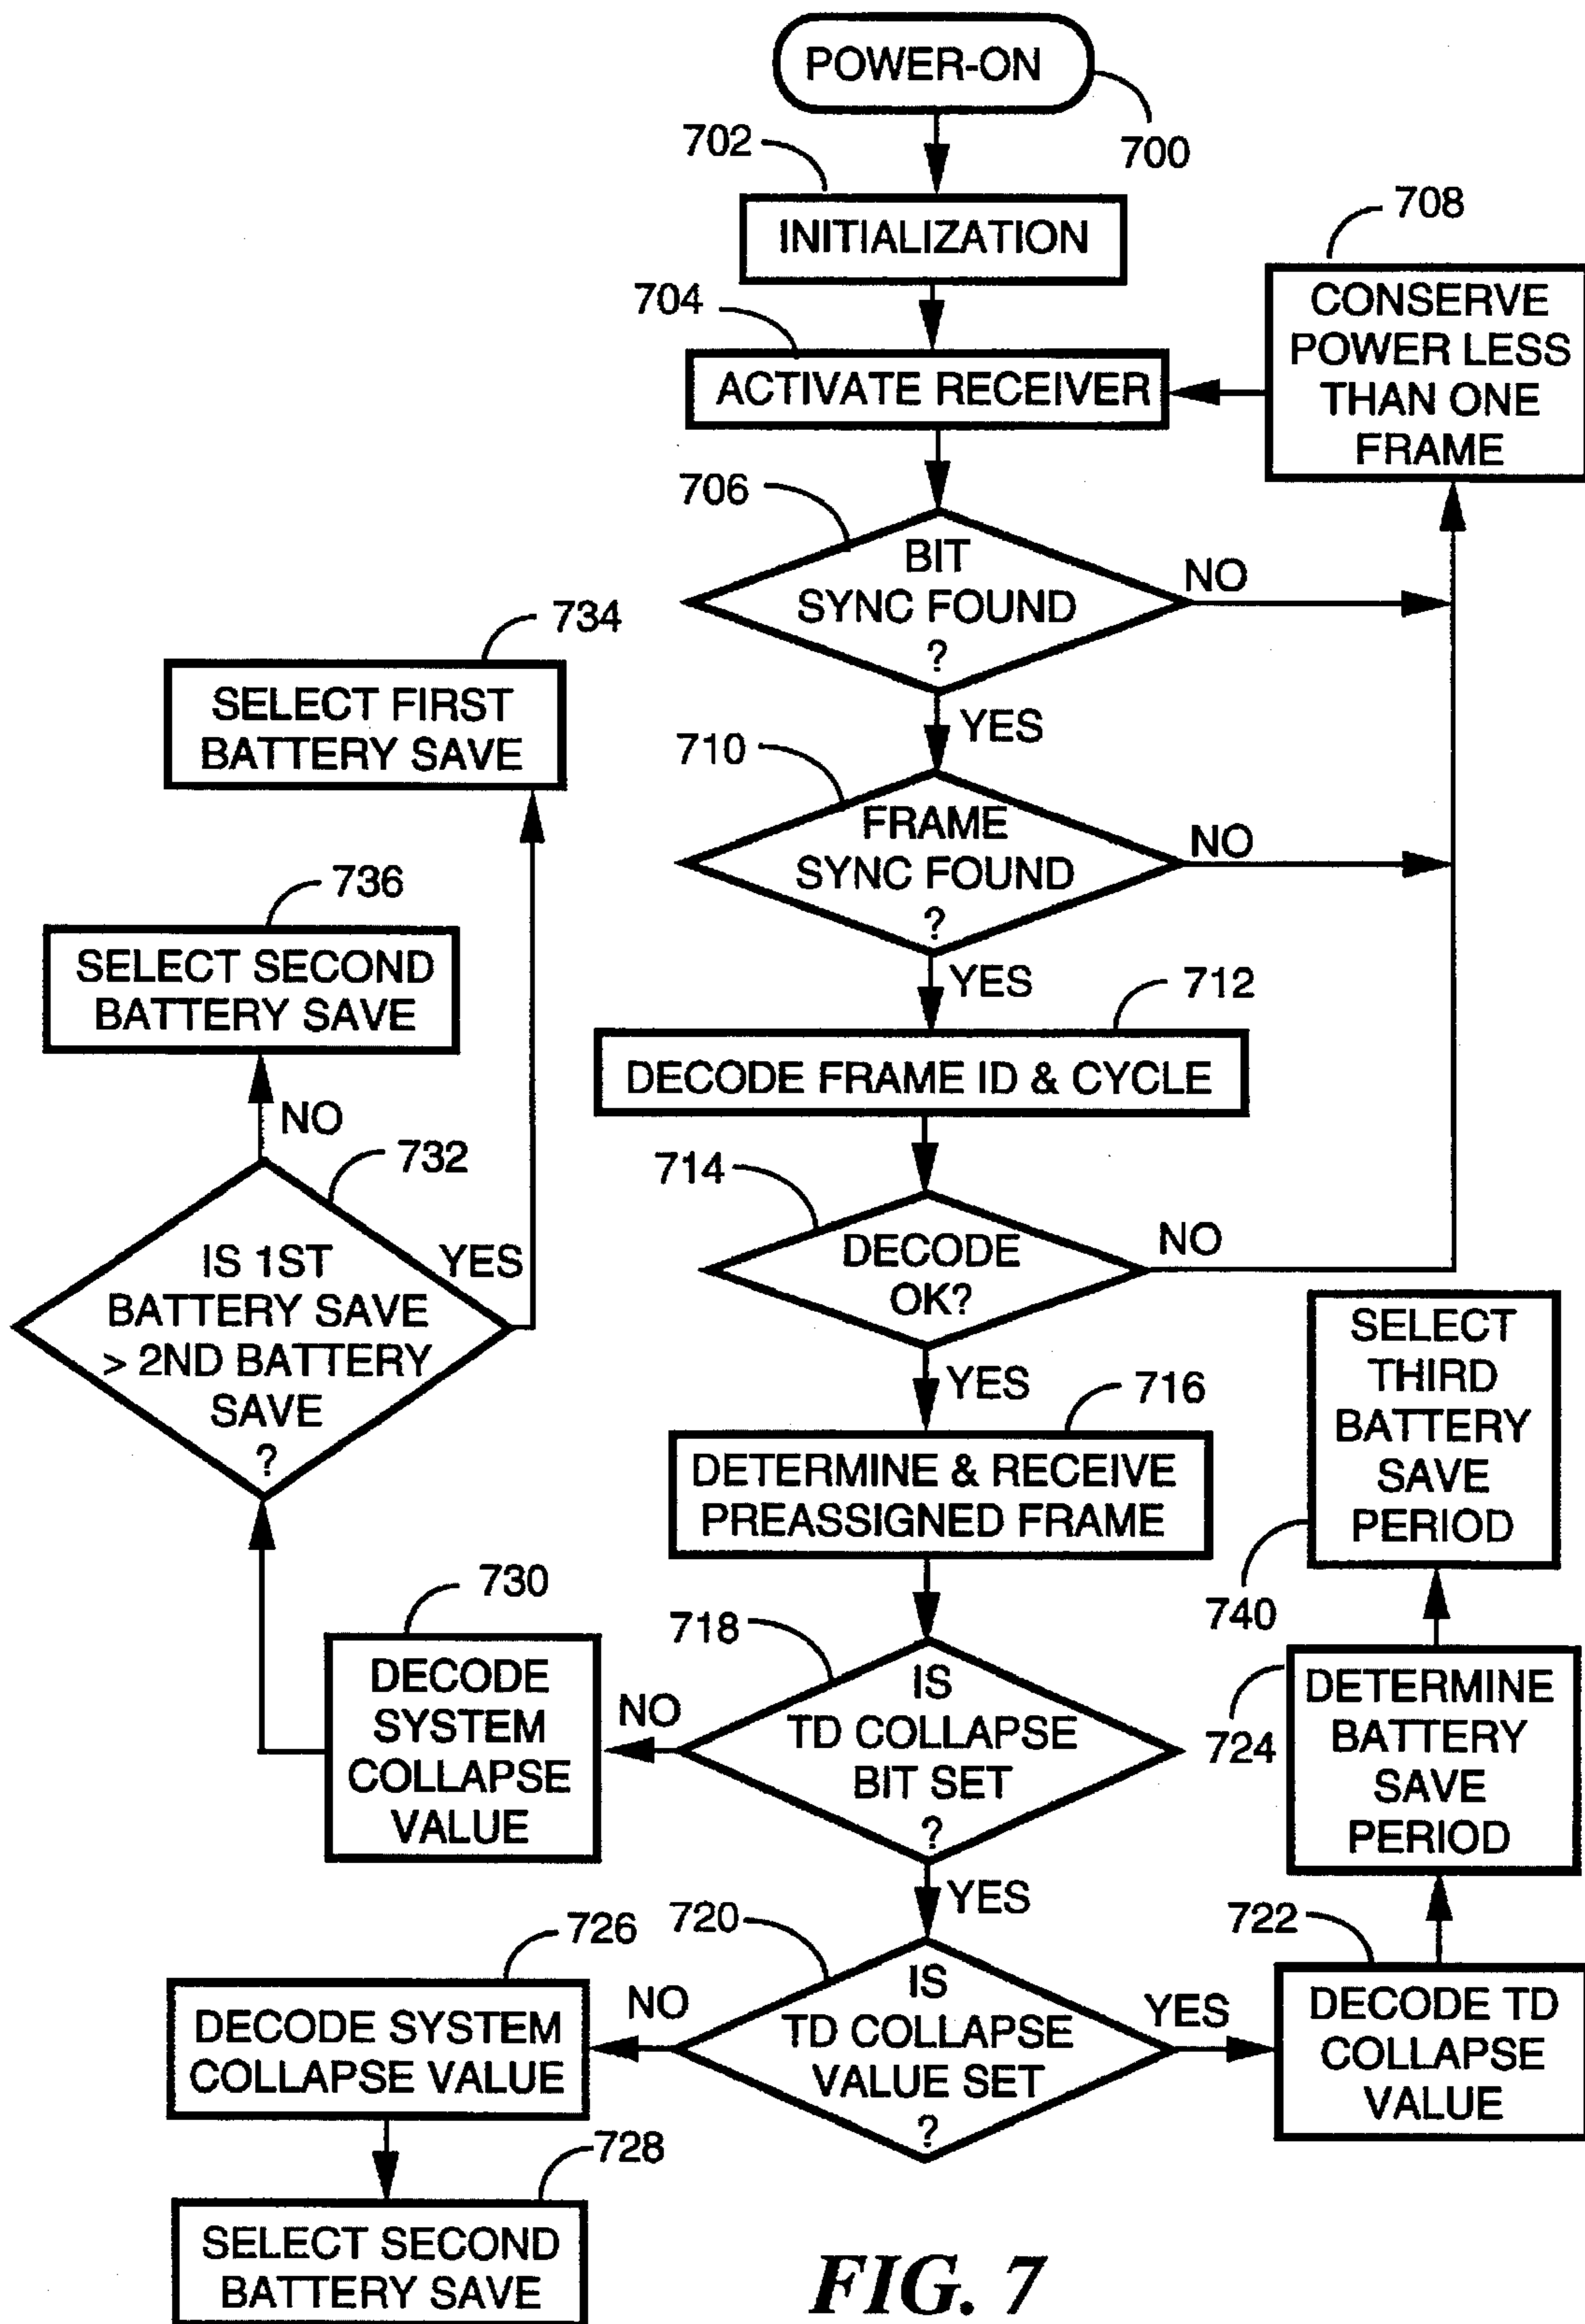 POWER-ON
700
702
INITIALIZATION
708
CONSERVE
POWER LESS
THAN ONE
FRAME
704
ACTIVATE RECEIVER
706
BIT
SYNC FOUND
?
NO
YES
734
SELECT FIRST
BATTERY SAVE
710
FRAME
SYNC FOUND
?
NO
YES
736
SELECT SECOND
BATTERY SAVE
712
DECODE FRAME ID & CYCLE
NO
732
IS 1ST
BATTERY SAVE
> 2ND BATTERY
SAVE
?
YES
714
DECODE
OK?
NO
YES
716
DETERMINE & RECEIVE
PREASSIGNED FRAME
SELECT
THIRD
BATTERY
SAVE
PERIOD
740
730
DECODE
SYSTEM
COLLAPSE
VALUE
718
IS
TD COLLAPSE
BIT SET
?
NO
YES
724
DETERMINE
BATTERY
SAVE
PERIOD
726
DECODE SYSTEM
COLLAPSE VALUE
720
IS
TD COLLAPSE
VALUE SET
?
NO
YES
722
DECODE TD
COLLAPSE
VALUE
728
SELECT SECOND
BATTERY SAVE
FIG. 7